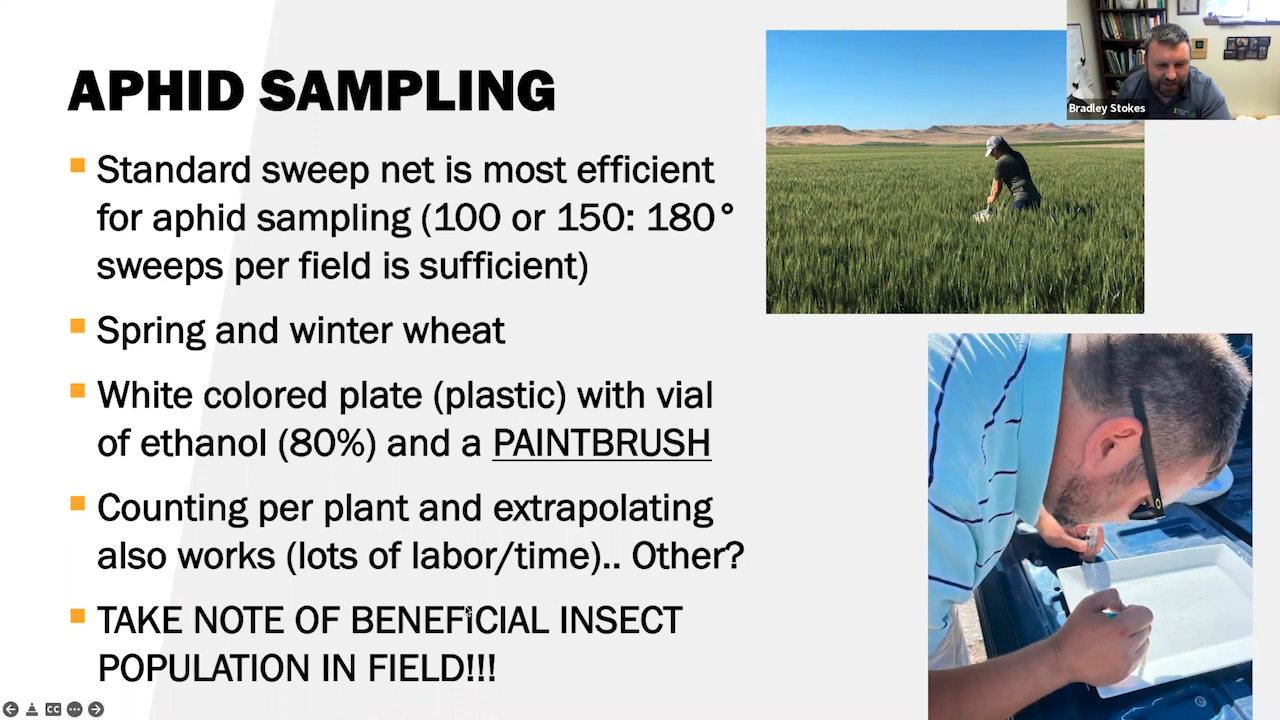 APHID SAMPLING
Standard sweep net is most efficient
for aphid sampling (100 or 150: 180°
sweeps per field is sufficient)
Spring and winter wheat
White colored plate (plastic) with vial
of ethanol (80%) and a PAINTBRUSH
Counting per plant and extrapolating
also works (lots of labor/time).. Other?
TAKE NOTE OF BENEFICIAL INSECT
POPULATION IN FIELD!!!
Bradley Stokes
CC